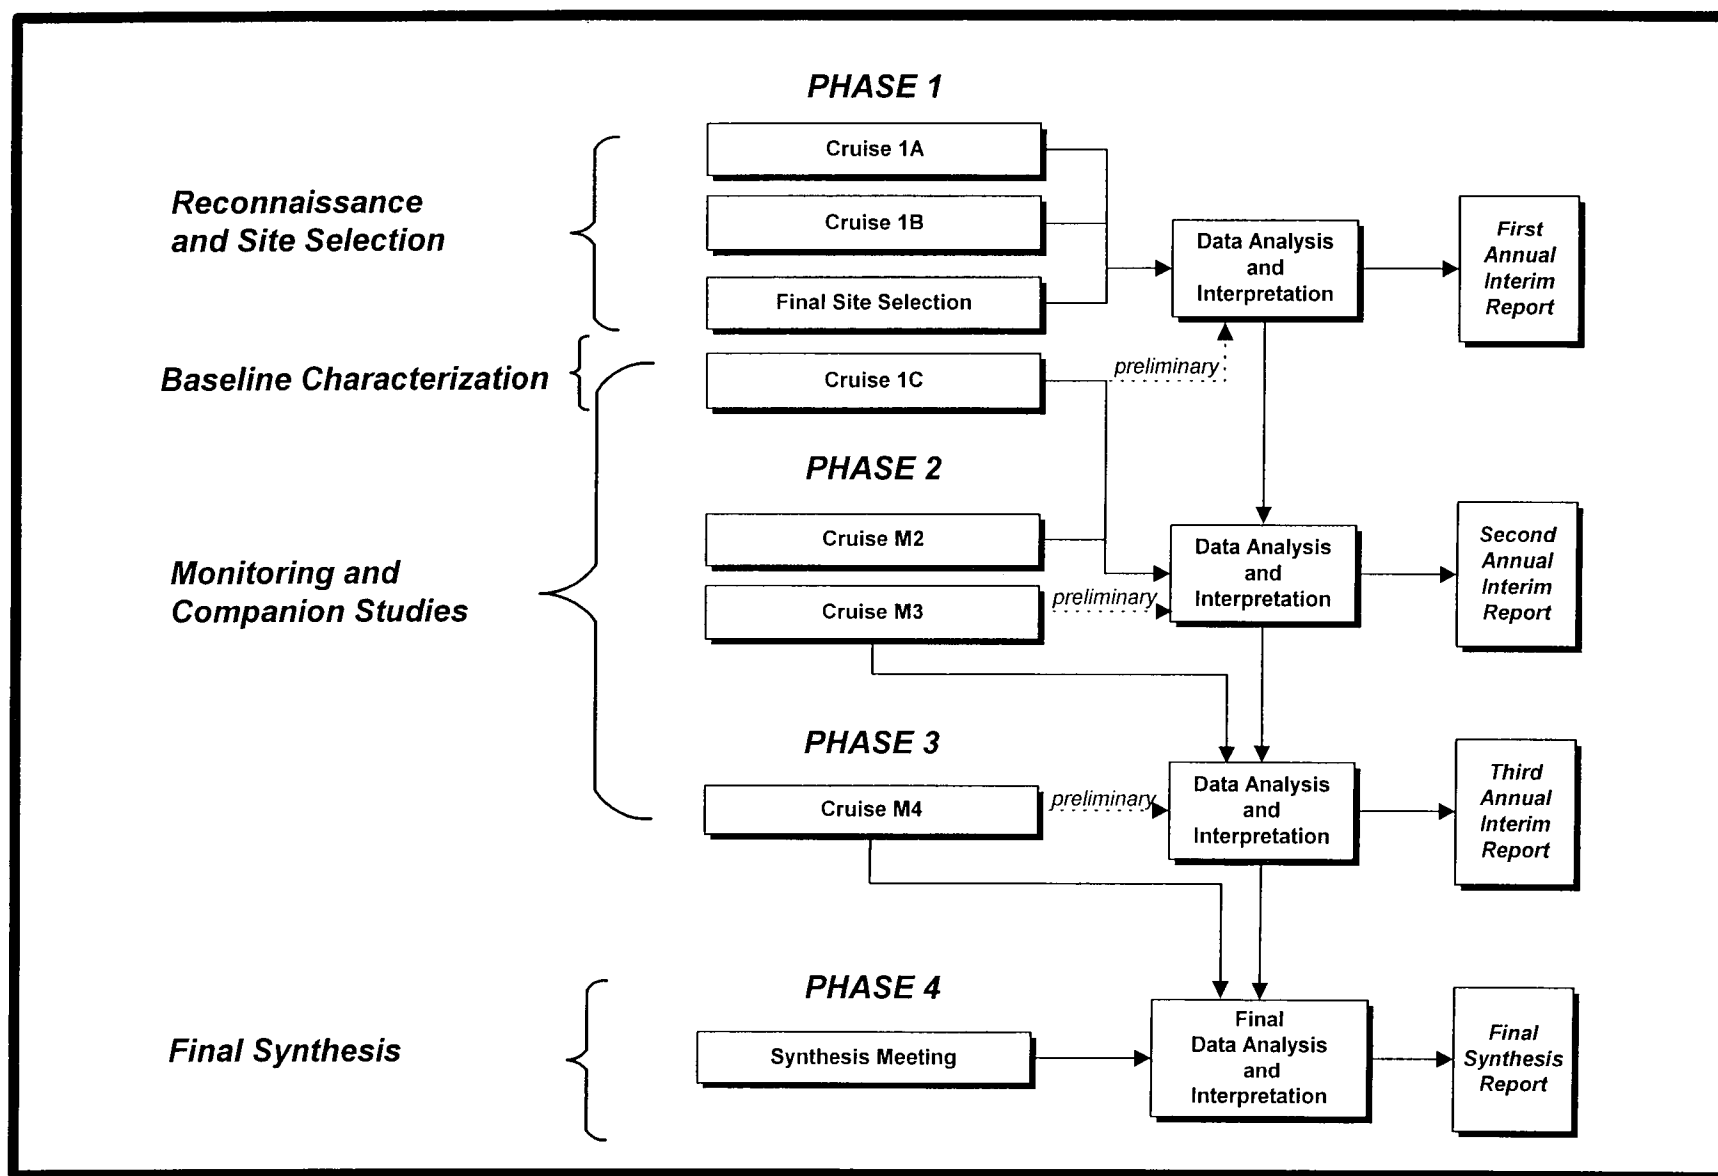 PHASE 1
Reconnaissance
and Site Selection
Cruise 1A
Cruise 1B
Final Site Selection
Data Analysis
and
Interpretation
First
Annual
Interim
Report
Baseline Characterization
Cruise 1C
preliminary
PHASE 2
Monitoring and
Companion Studies
Cruise M2
Cruise M3
preliminary
Data Analysis
and
Interpretation
Second
Annual
Interim
Report
PHASE 3
Cruise M4
preliminary
Data Analysis
and
Interpretation
Third
Annual
Interim
Report
PHASE 4
Final Synthesis
Synthesis Meeting
Final
Data Analysis
and
Interpretation
Final
Synthesis
Report